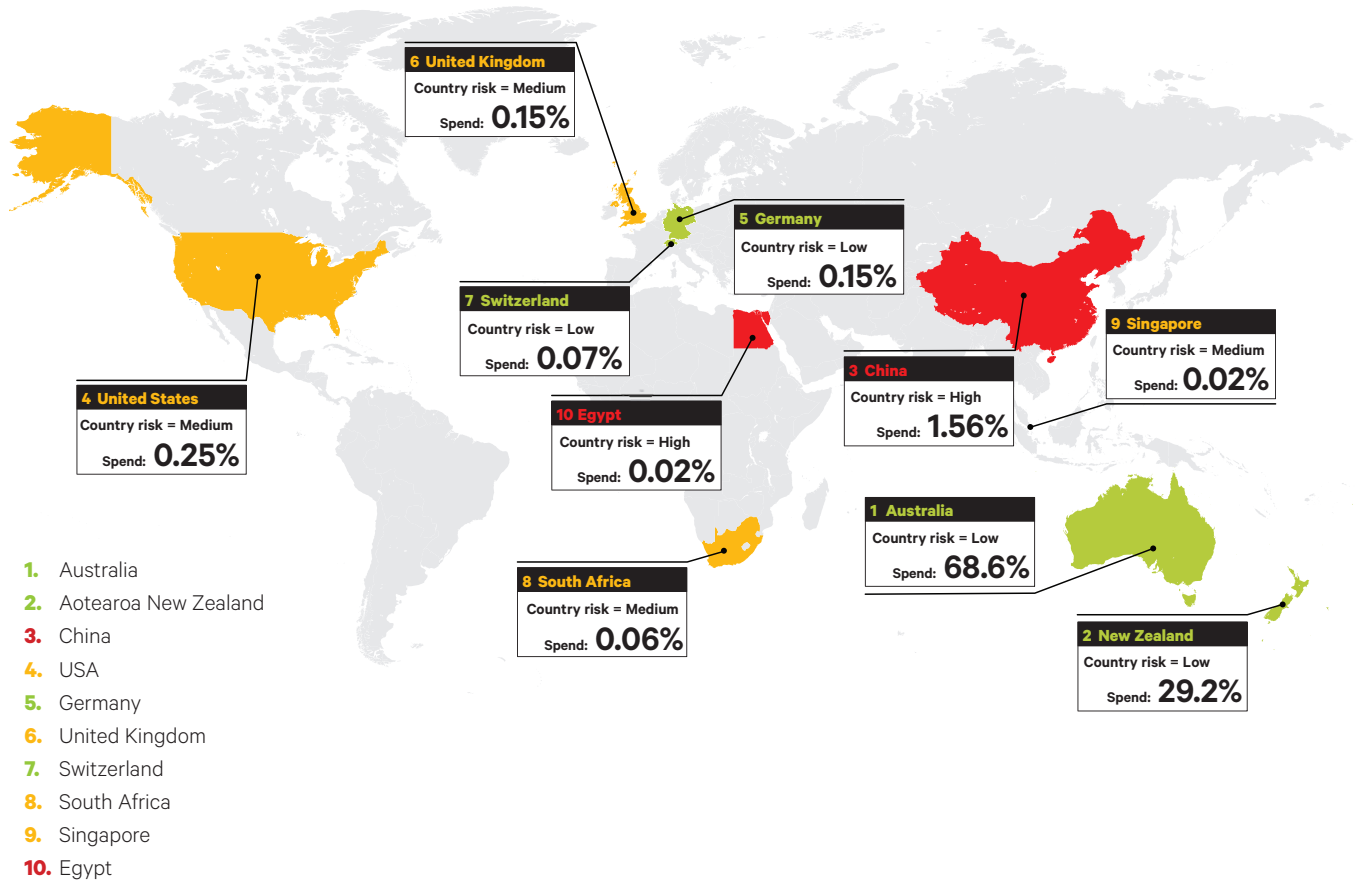 6 United Kingdom
Country risk = Medium
Spend: 0.15%
5 Germany
Country risk = Low
Spend: 0.15%
7 Switzerland
Country risk = Low
Spend: 0.07%
9 Singapore
Country risk = Medium
Spend: 0.02%
3 China
Country risk = High
Spend: 1.56%
4 United States
Country risk = Medium
Spend: 0.25%
10 Egypt
Country risk = High
Spend: 0.02%
1 Australia
Country risk = Low
Spend: 68.6%
8 South Africa
Country risk = Medium
Spend: 0.06%
2 New Zealand
Country risk = Low
Spend: 29.2%
1. Australia
2. Aotearoa New Zealand
3. China
4. USA
5. Germany
6. United Kingdom
7. Switzerland
8. South Africa
9. Singapore
10. Egypt